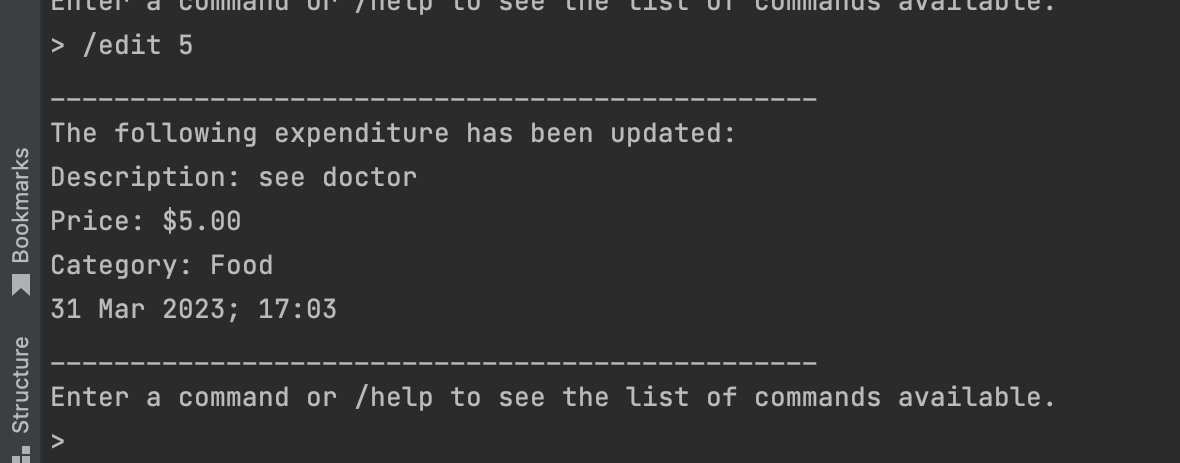 Enter a command or /help to see the list of commands available.
> /edit 5
________________________________________________
The following expenditure has been updated:
Description: see doctor
Price: $5.00
Category: Food
31 Mar 2023; 17:03
________________________________________________
Enter a command or /help to see the list of commands available.
>
Bookmarks
Structure